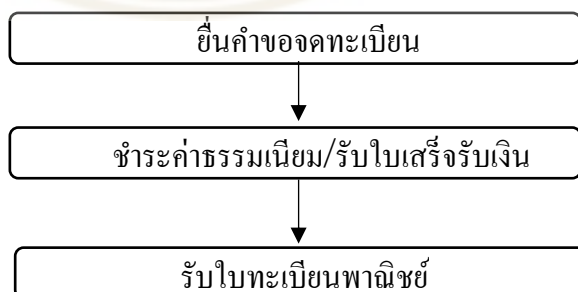 ยื่นคำขอจดทะเบียน
ชำระค่าธรรมเนียม/รับใบเสร็จรับเงิน
รับใบทะเบียนพาณิชย์